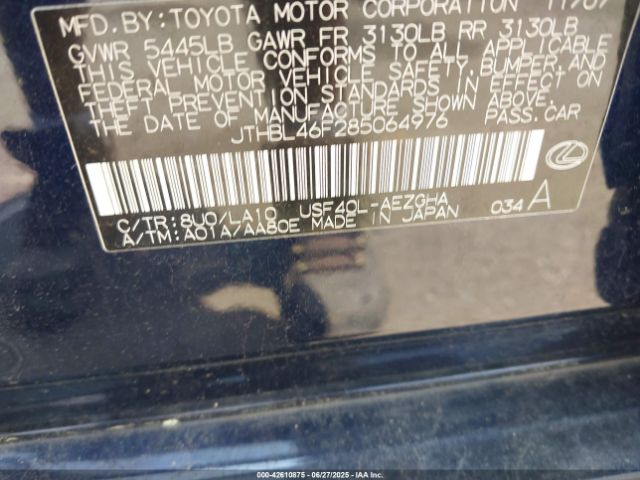 MFD. BY: TOYOTA MOTOR CORPORATION 11/07
GVWR 5445LB GAWR FR 3130LB RR 3130LB
THIS VEHICLE CONFORMS TO ALL APPLICABLE
FEDERAL MOTOR VEHICLE SAFETY, BUMPER, AND
THEFT PREVENTION STANDARDS IN EFFECT ON
THE DATE OF MANUFACTURE SHOWN ABOVE.
JTHBL46F285064976 PASS. CAR
C/TR: 8U0/LA10 USF40L-AEZGHA
A/TM: A01A/AA80E MADE IN JAPAN 034A
000-42610875 06/27/2025 - IAA Inc.